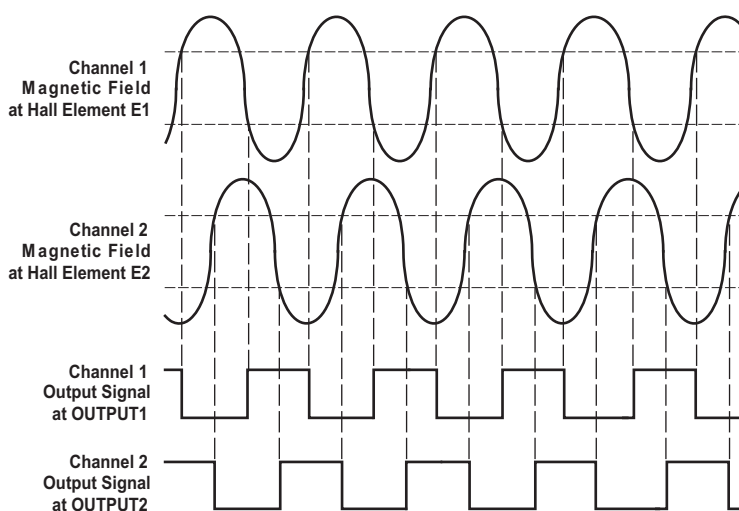 Channel 1
Magnetic Field
at Hall Element E1
Channel 2
Magnetic Field
at Hall Element E2
Channel 1
Output Signal
at OUTPUT1
Channel 2
Output Signal
at OUTPUT2